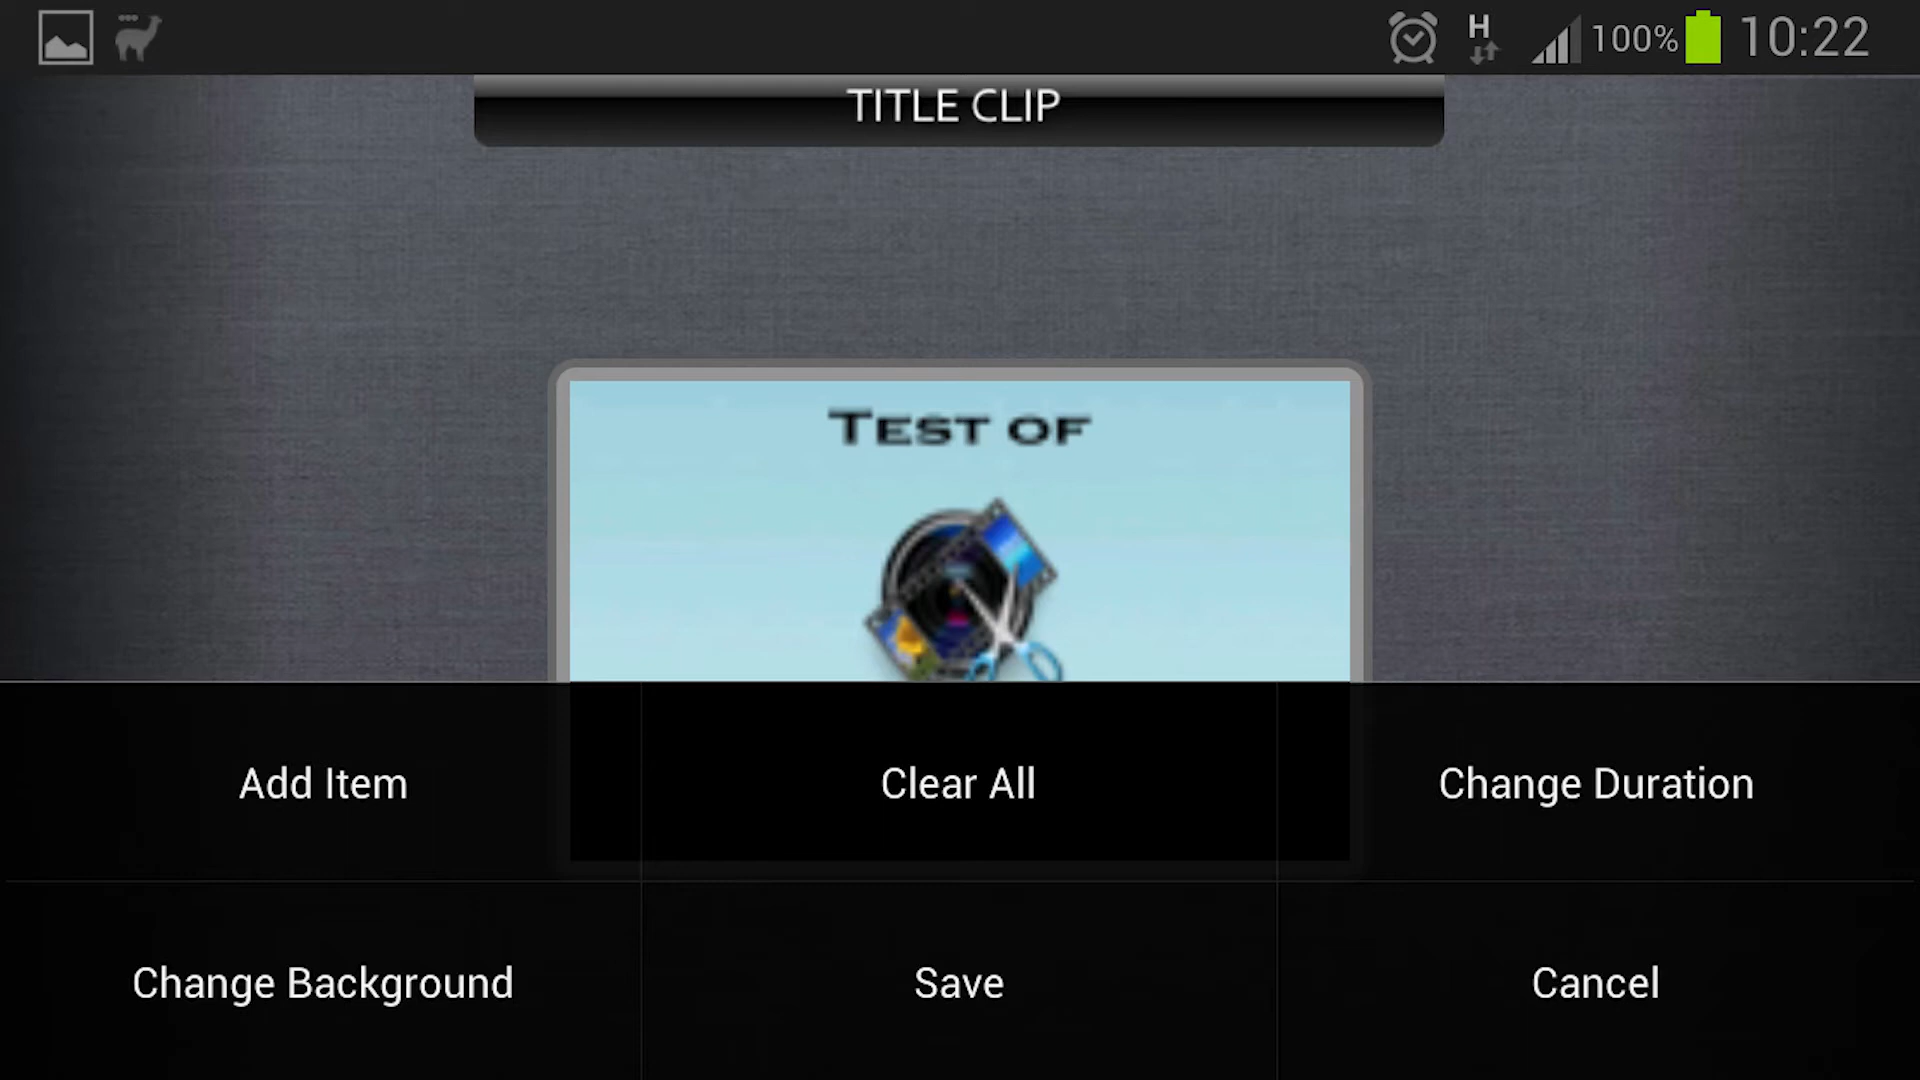 H 100% 10:22
TITLE CLIP
TEST OF
Add Item Clear All Change Duration
Change Background Save Cancel